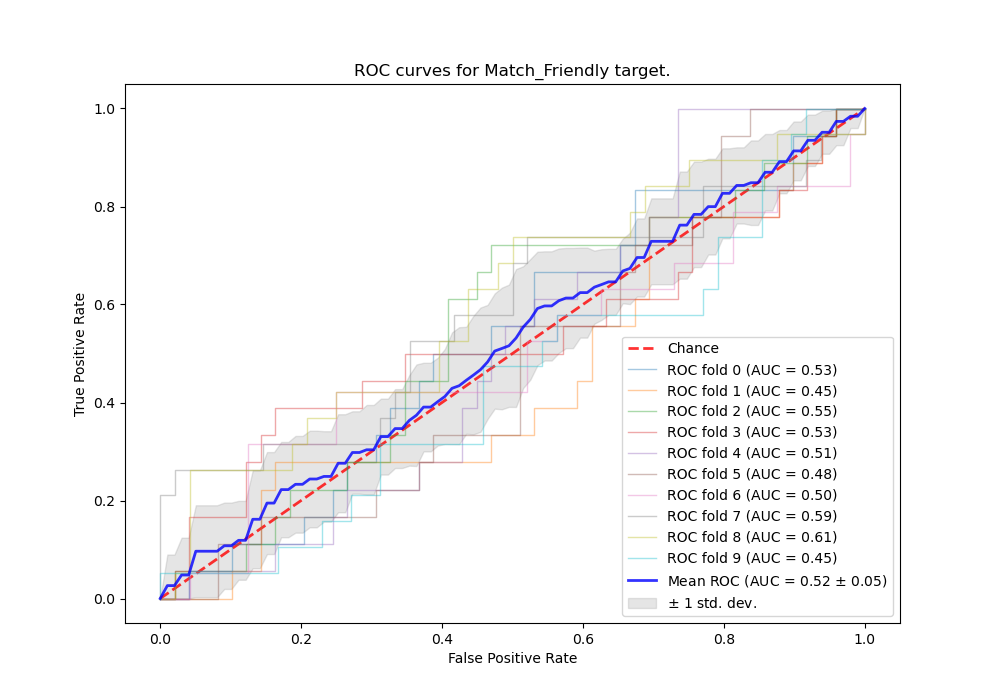 ROC curves for Match_Friendly target.
1.0
0.8
0.6
0.4
0.2
0.0
True Positive Rate
Chance
ROC fold 0 (AUC = 0.53)
ROC fold 1 (AUC = 0.45)
ROC fold 2 (AUC = 0.55)
ROC fold 3 (AUC = 0.53)
ROC fold 4 (AUC = 0.51)
ROC fold 5 (AUC = 0.48)
ROC fold 6 (AUC = 0.50)
ROC fold 7 (AUC = 0.59)
ROC fold 8 (AUC = 0.61)
ROC fold 9 (AUC = 0.45)
Mean ROC (AUC = 0.52 ± 0.05)
± 1 std. dev.
0.0 0.2 0.4 0.6 0.8 1.0
False Positive Rate